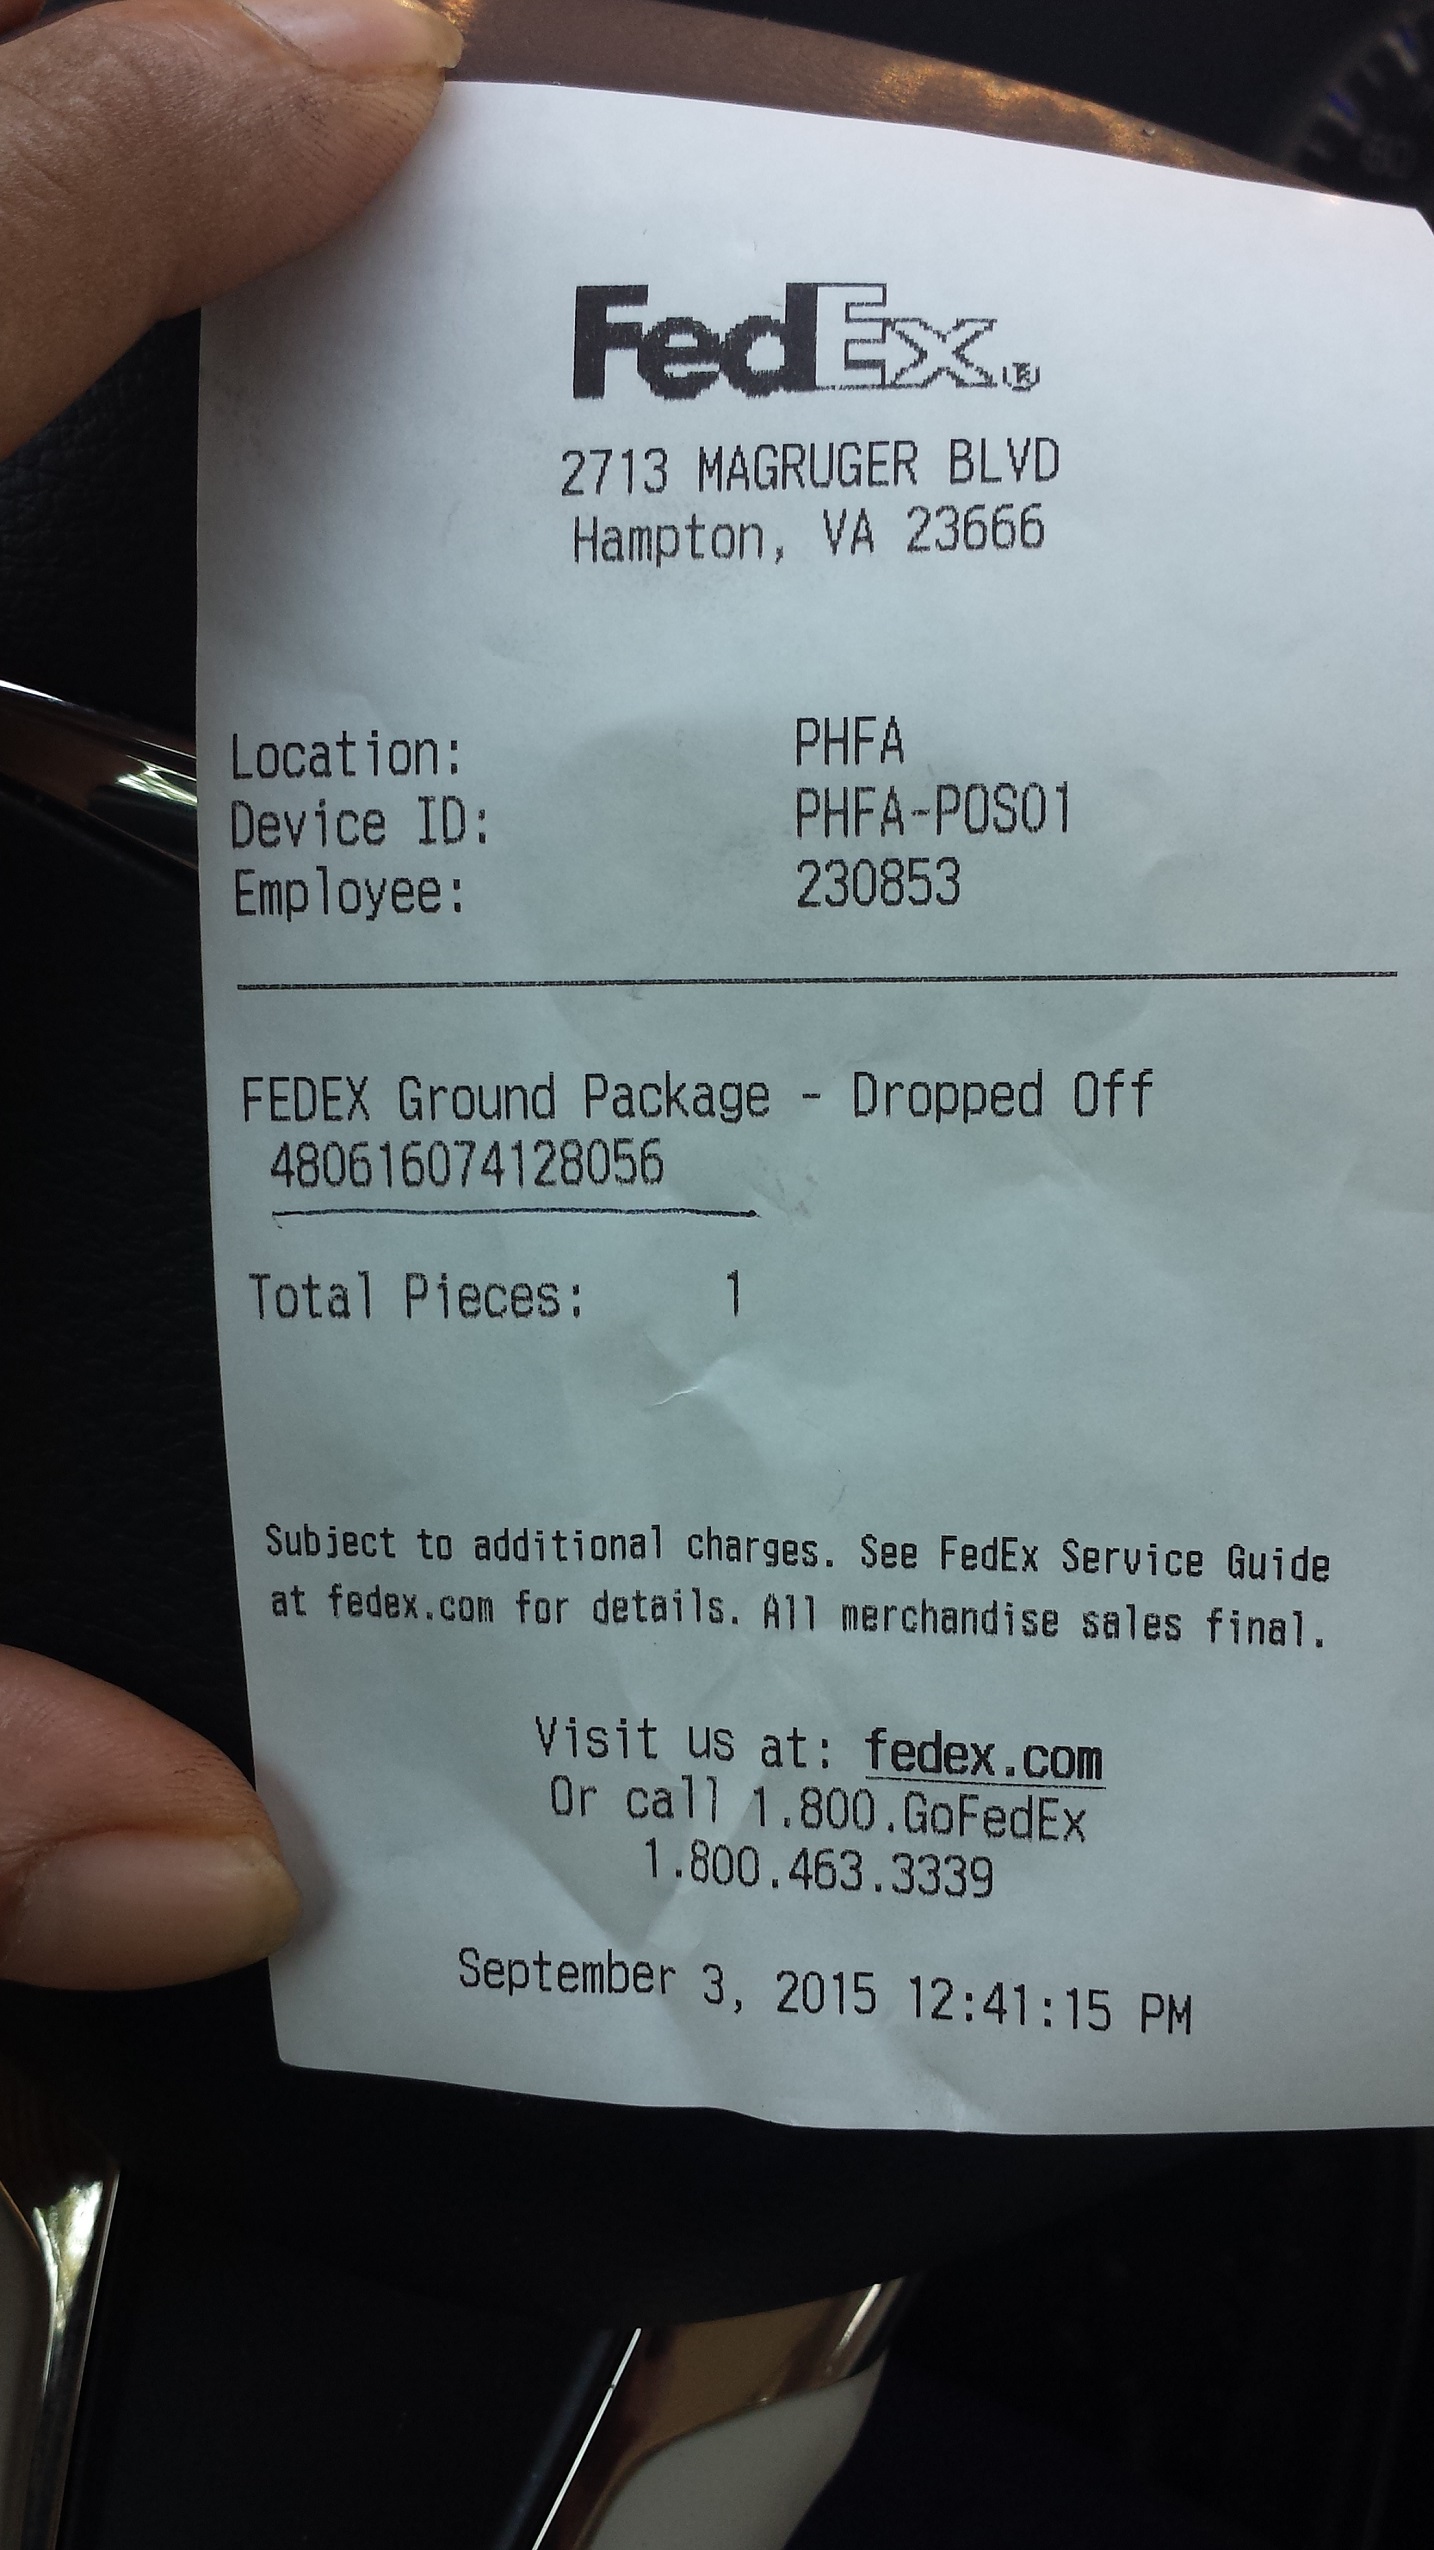 FedEx®
2713 MAGRUGER BLVD
Hampton, VA 23666
Location: PHFA
Device ID: PHFA-POS01
Employee: 230853
FEDEX Ground Package - Dropped Off
480616074128056
Total Pieces: 1
Subject to additional charges. See FedEx Service Guide
at fedex.com for details. All merchandise sales final.
Visit us at: fedex.com
Or call 1.800.GoFedEx
1.800.463.3339
September 3, 2015 12:41:15 PM